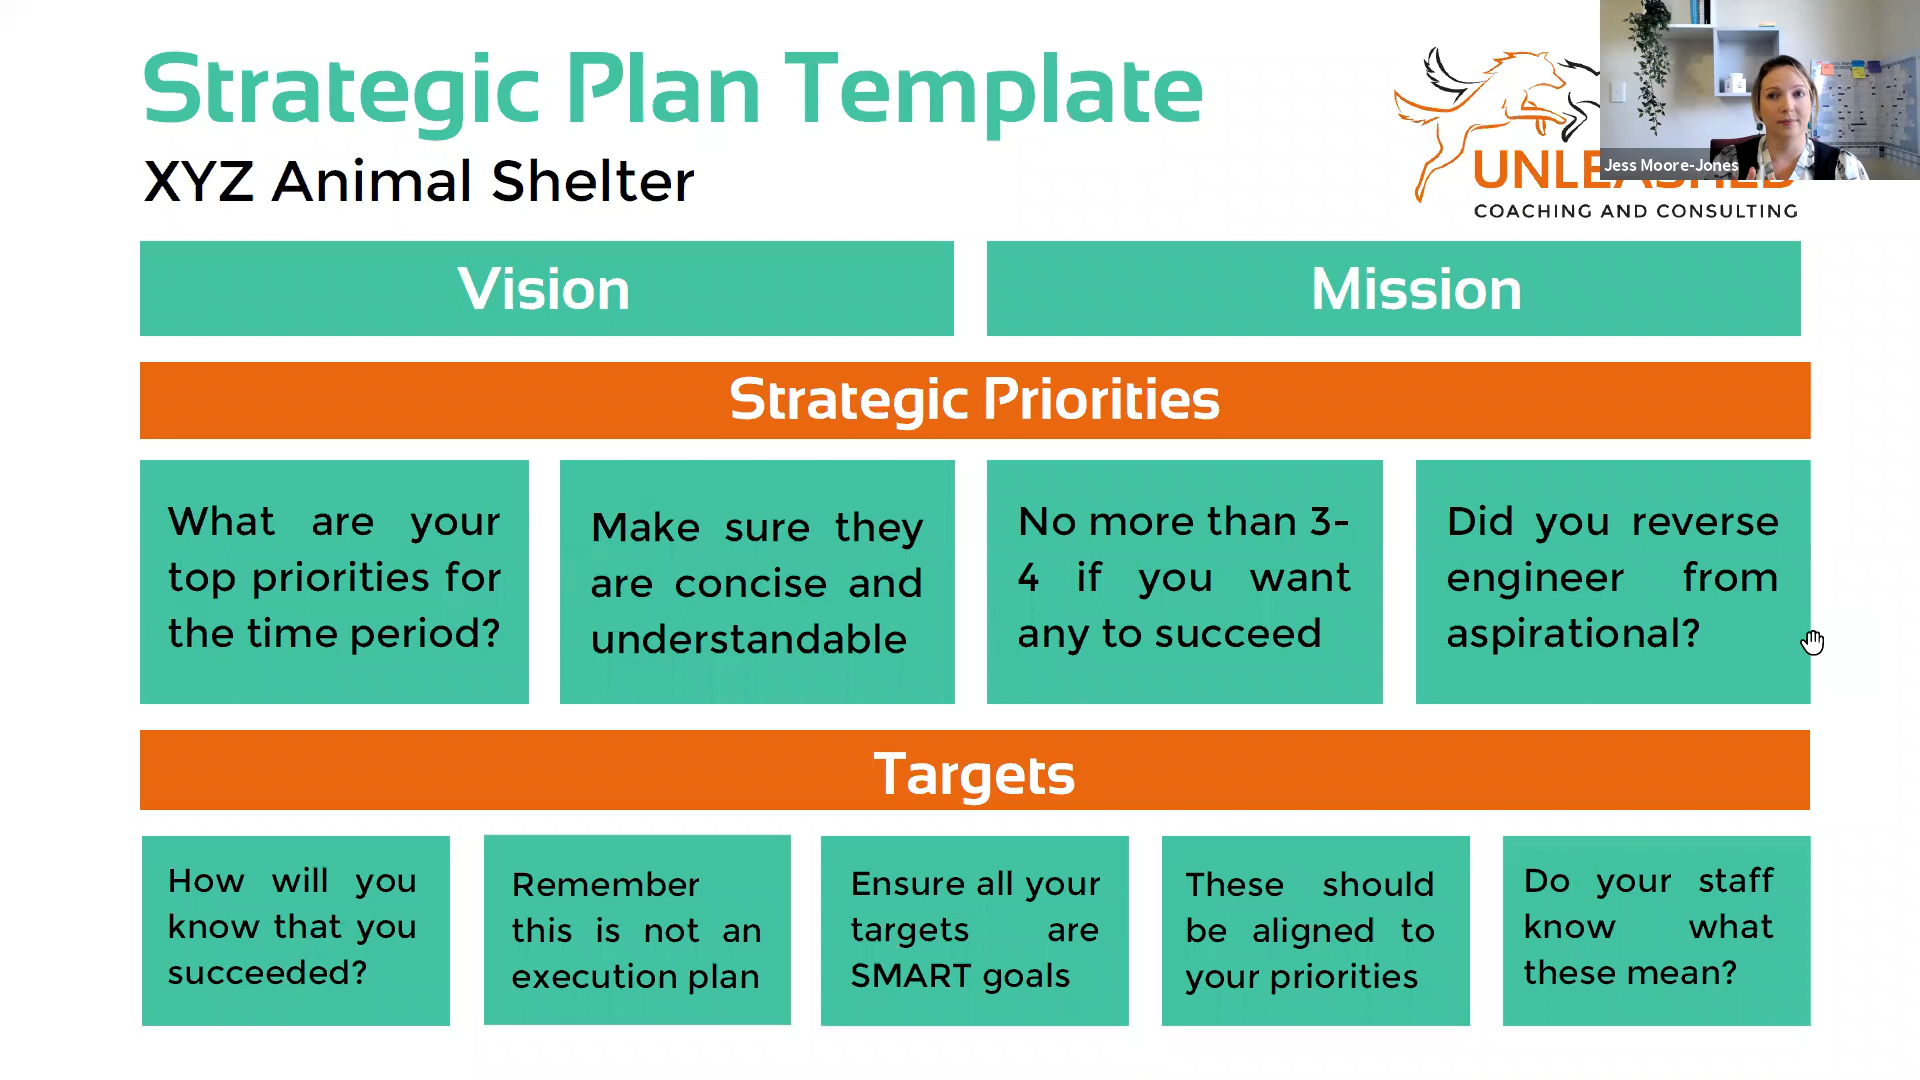 Strategic Plan Template
XYZ Animal Shelter
Jess Moore-Jones
COACHING AND CONSULTING
Vision
Mission
Strategic Priorities
What are your
top priorities for
the time period?
Make sure they
are concise and
understandable
No more than 3-
4 if you want
any to succeed
Did you reverse
engineer from
aspirational?
Targets
How will you
know that you
succeeded?
Remember
this is not an
execution plan
Ensure all your
targets are
SMART goals
These should
be aligned to
your priorities
Do your staff
know what
these mean?